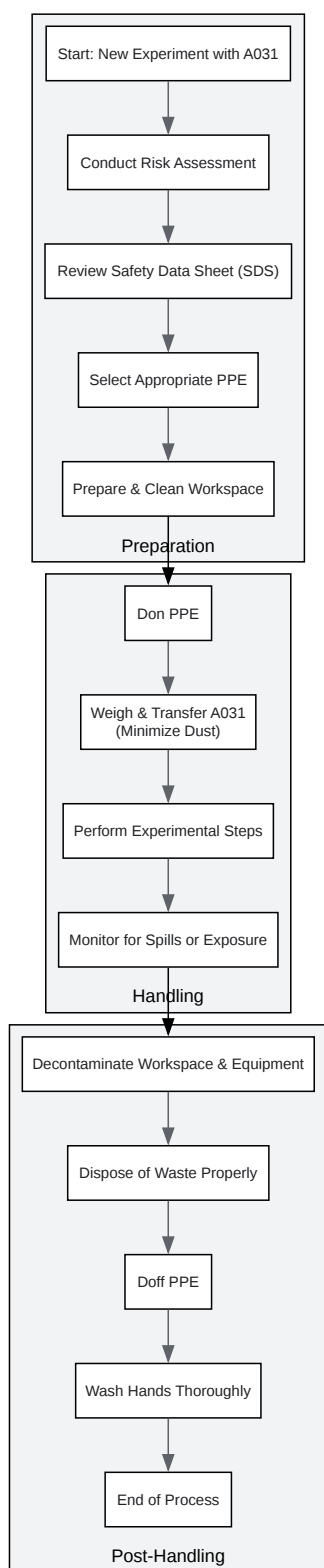 Start: New Experiment with A031
Conduct Risk Assessment
Review Safety Data Sheet (SDS)
Select Appropriate PPE
Prepare & Clean Workspace
Preparation
Don PPE
Weigh & Transfer A031
(Minimize Dust)
Perform Experimental Steps
Monitor for Spills or Exposure
Handling
Decontaminate Workspace & Equipment
Dispose of Waste Properly
Doff PPE
Wash Hands Thoroughly
End of Process
Post-Handling